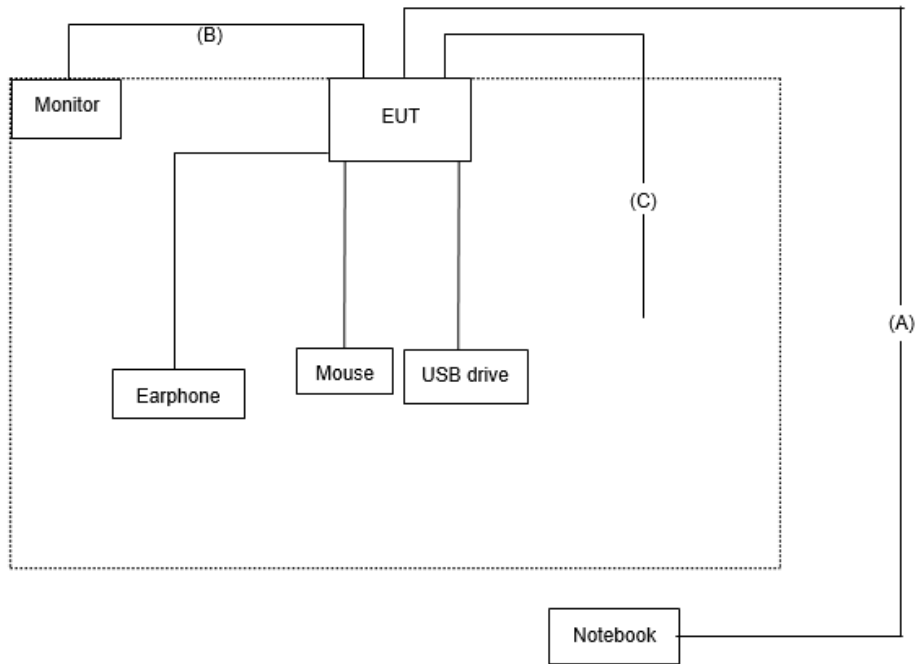 (B)
Monitor
EUT
(C)
(A)
Mouse
USB drive
Earphone
Notebook